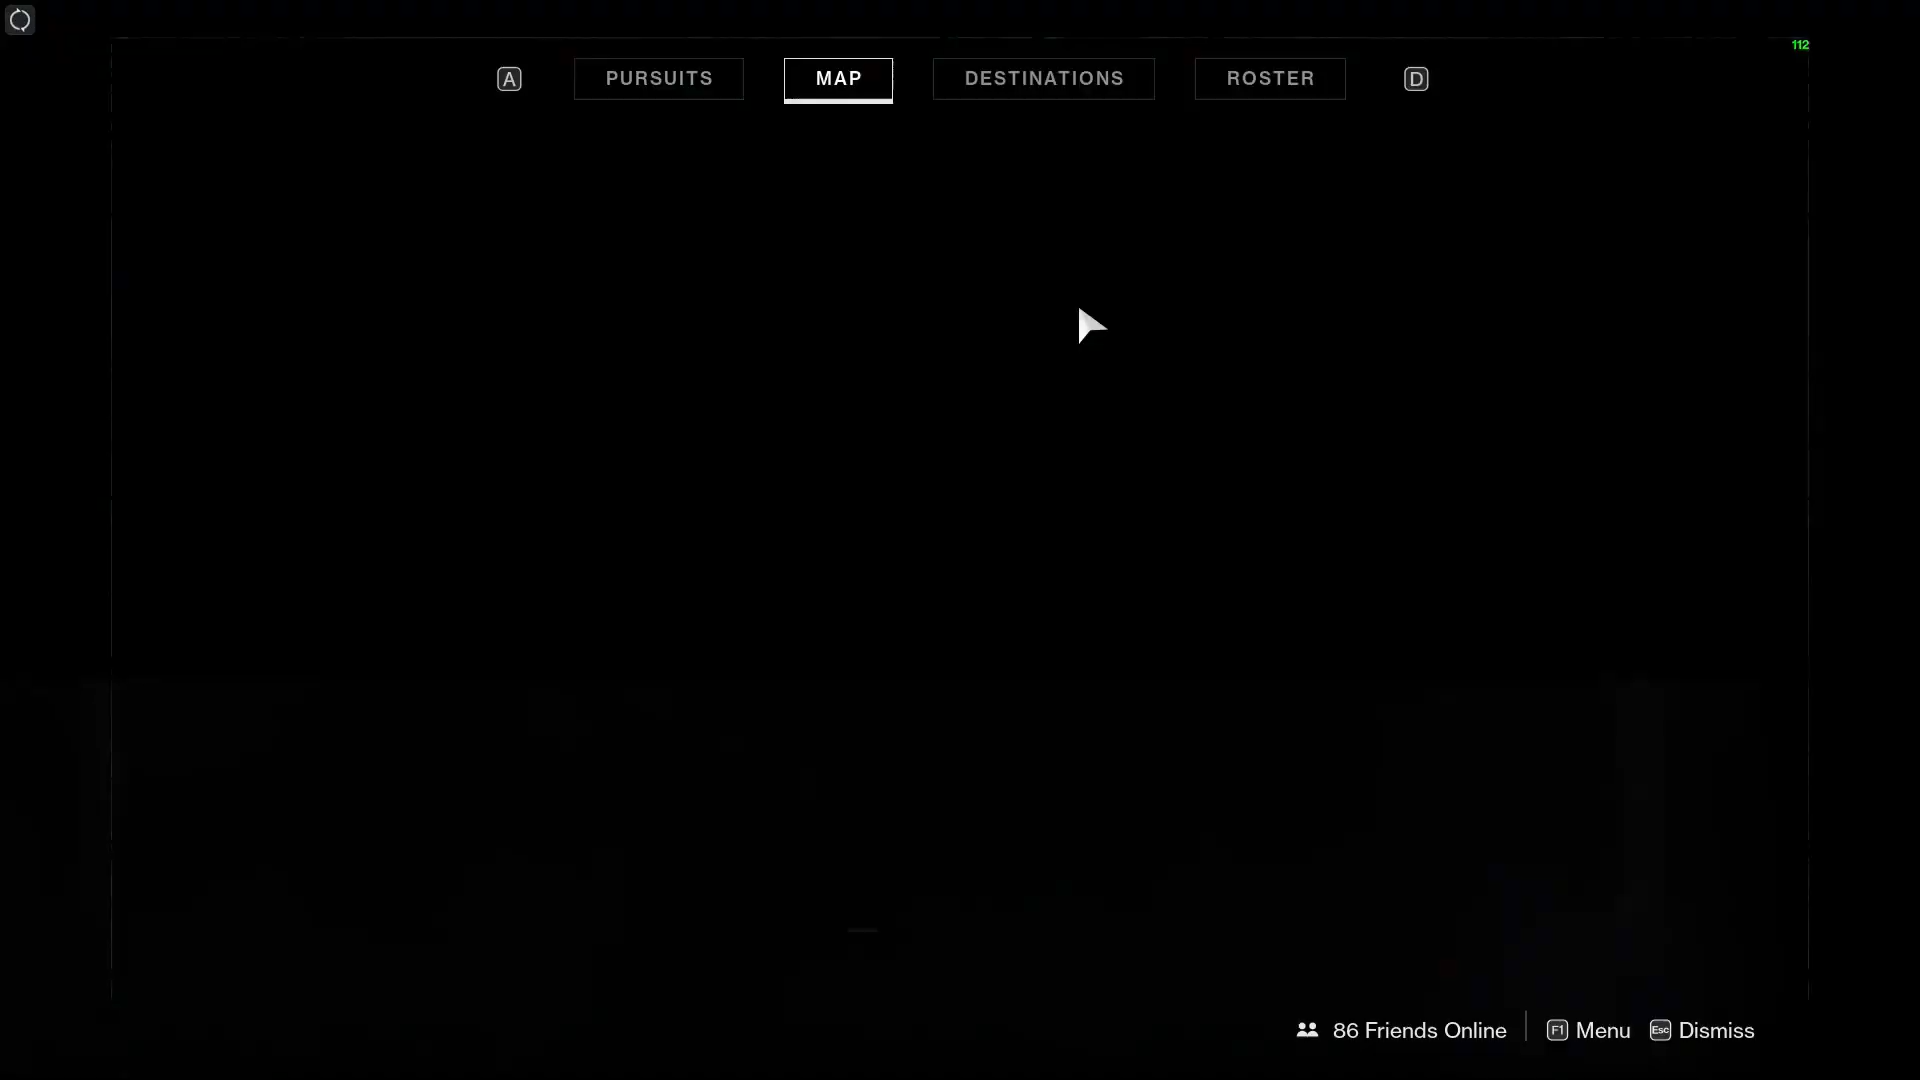 112
A PURSUITS MAP DESTINATIONS ROSTER D
86 Friends Online F1 Menu Esc Dismiss